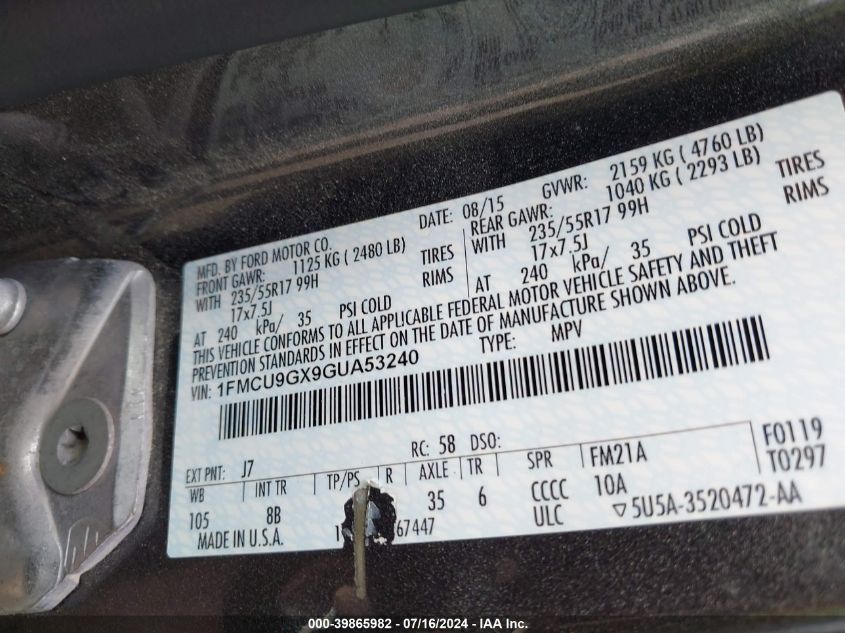 MFD. BY FORD MOTOR CO.
DATE: 08/15 GVWR: 2159 KG ( 4760 LB)
FRONT GAWR: 1125 KG ( 2480 LB) REAR GAWR: 1040 KG ( 2293 LB)
WITH 235/55R17 99H TIRES WITH 235/55R17 99H TIRES
17x7.5J RIMS 17x7.5J RIMS
AT 240 kPa/ 35 PSI COLD AT 240 kPa/ 35 PSI COLD
THIS VEHICLE CONFORMS TO ALL APPLICABLE FEDERAL MOTOR VEHICLE SAFETY AND THEFT
PREVENTION STANDARDS IN EFFECT ON THE DATE OF MANUFACTURE SHOWN ABOVE.
VIN: 1FMCU9GX9GUA53240 TYPE: MPV
EXT PNT: J7 RC: 58 DSO: F0119
WB INT TR TP/PS R AXLE TR SPR FM21A T0297
105 8B 35 6 CCCC 10A
MADE IN U.S.A. 67447 ULC ▽5U5A-3520472-AA
000-39865982 / 07/16/2024 - IAA Inc.